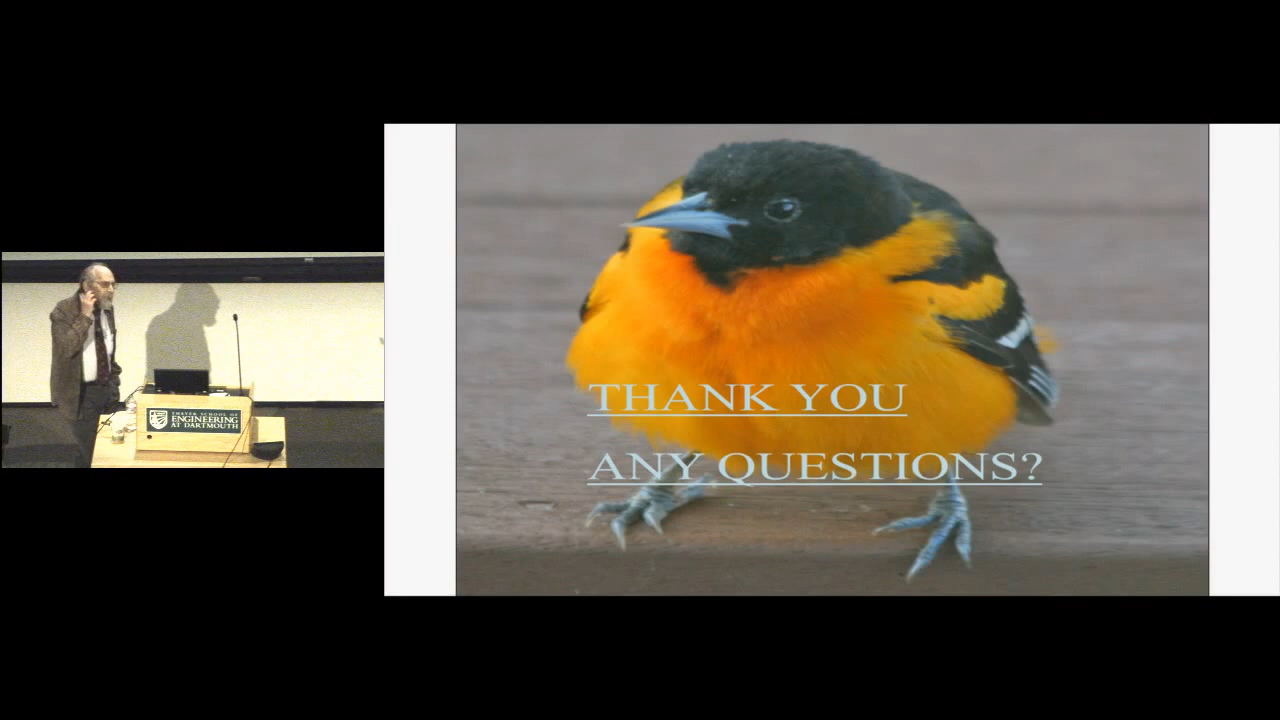 THAYER SCHOOL OF
ENGINEERING
AT DARTMOUTH
THANK YOU
ANY QUESTIONS?